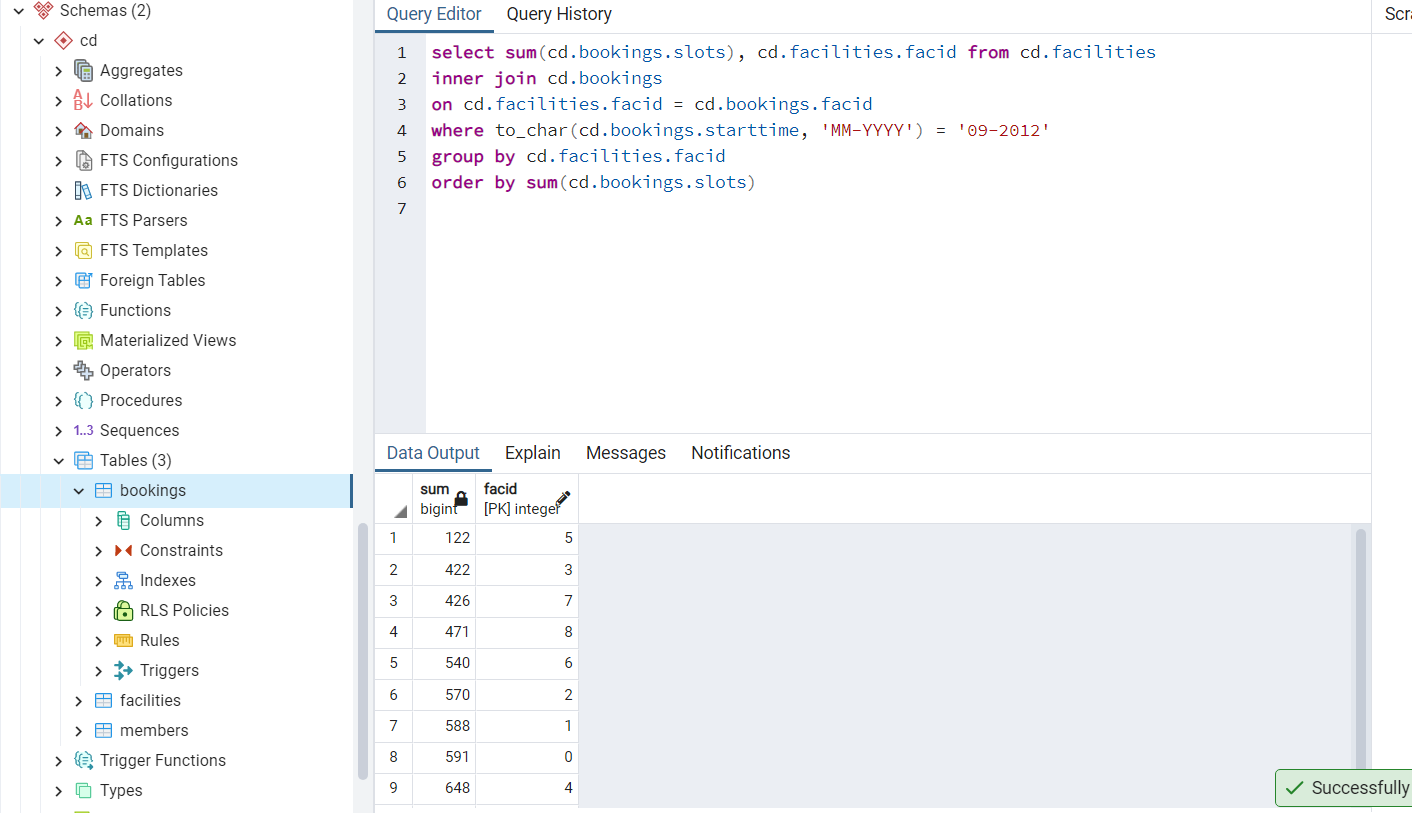 Schemas (2)
cd
Aggregates
Collations
Domains
FTS Configurations
FTS Dictionaries
Aa FTS Parsers
FTS Templates
Foreign Tables
Functions
Materialized Views
Operators
Procedures
1..3 Sequences
Tables (3)
bookings
Columns
Constraints
Indexes
RLS Policies
Rules
Triggers
facilities
members
Trigger Functions
Types
Query Editor Query History
Scr
1 select sum(cd.bookings.slots), cd.facilities.facid from cd.facilities
2 inner join cd.bookings
3 on cd.facilities.facid = cd.bookings.facid
4 where to_char(cd.bookings.starttime, 'MM-YYYY') = '09-2012'
5 group by cd.facilities.facid
6 order by sum(cd.bookings.slots)
7
Data Output Explain Messages Notifications
sum facid
bigint [PK] integer
1 122 5
2 422 3
3 426 7
4 471 8
5 540 6
6 570 2
7 588 1
8 591 0
9 648 4
Successfully